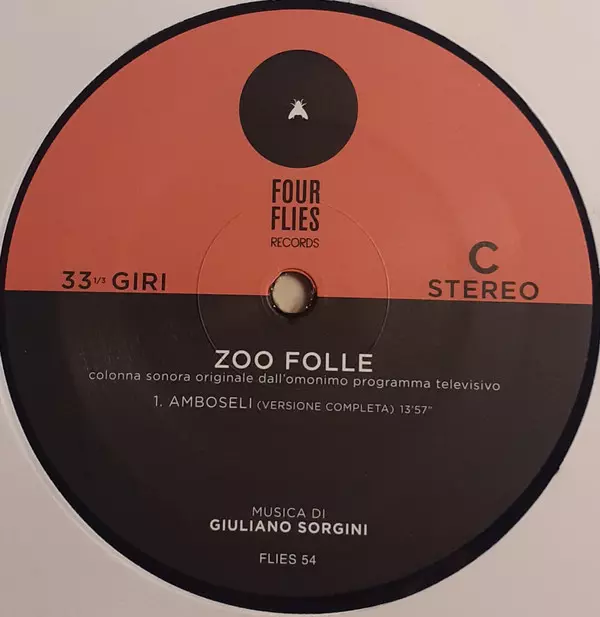 FOUR
FLIES
RECORDS
33 1/3 GIRI
C
STEREO
ZOO FOLLE
colonna sonora originale dall'omonimo programma televisivo
1. AMBOSELI (VERSIONE COMPLETA) 13'57"
MUSICA DI
GIULIANO SORGINI
FLIES 54